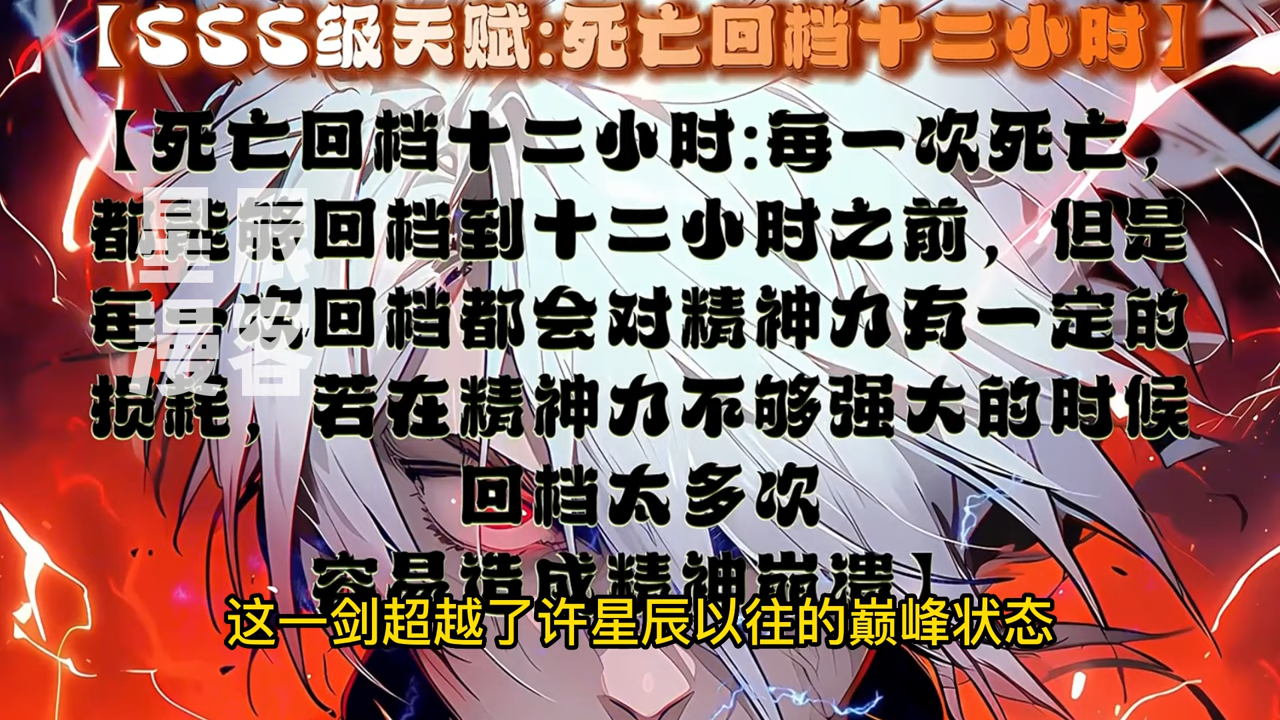 【SSS级天赋:死亡回档十二小时】
【死亡回档十二小时:每一次死亡，
都能够回档到十二小时之前，但是
每一次回档都会对精神力有一定的
损耗，若在精神力不够强大的时候
回档太多次
容易造成精神崩溃】
星辰
漫客
这一剑超越了许星辰以往的巅峰状态